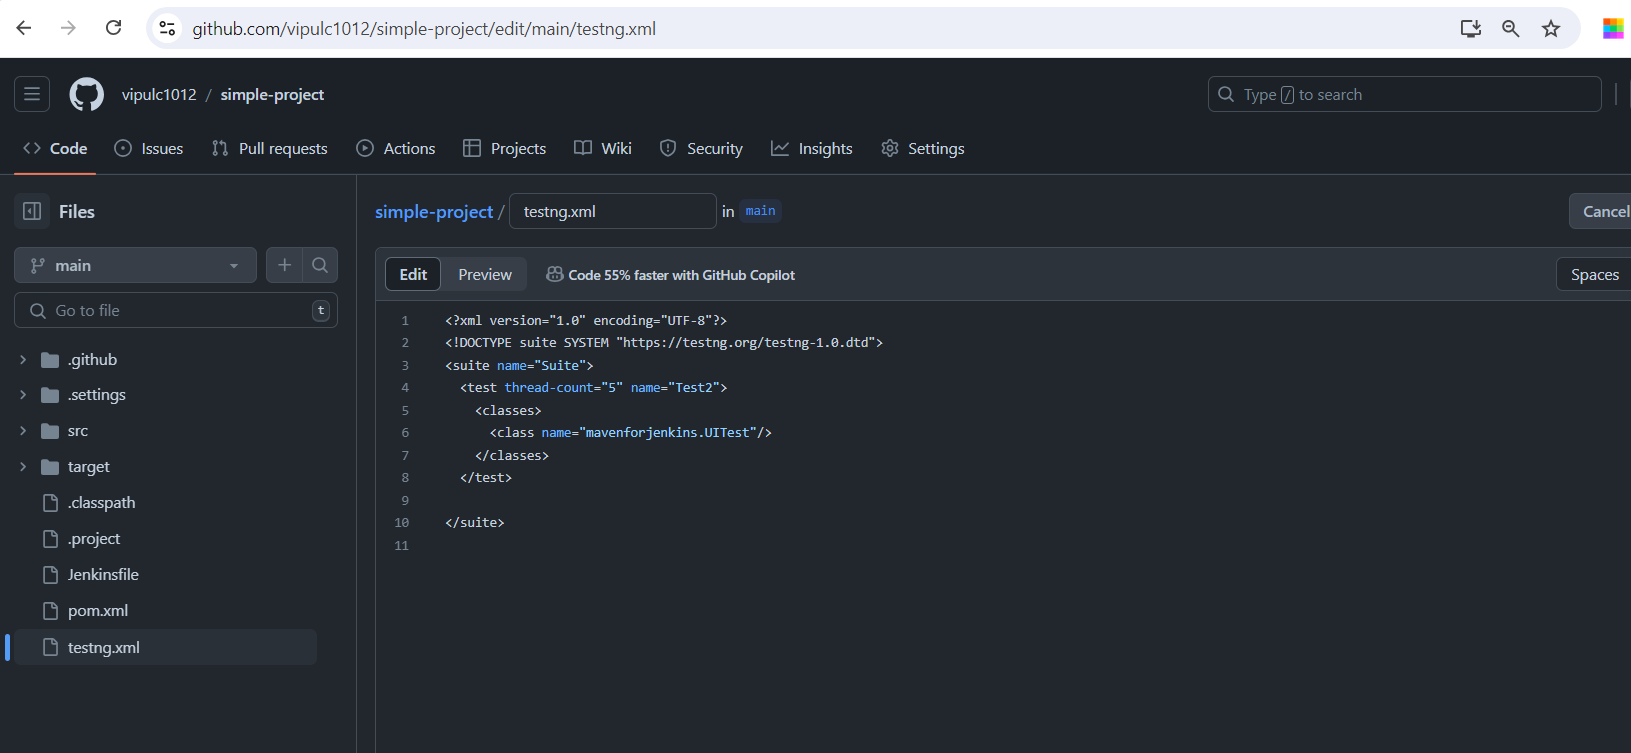 github.com/vipulc1012/simple-project/edit/main/testng.xml
vipulc1012 / simple-project
Type / to search
Code Issues Pull requests Actions Projects Wiki Security Insights Settings
Files
main
Go to file t
.github
.settings
src
target
.classpath
.project
Jenkinsfile
pom.xml
testng.xml
simple-project / testng.xml in main
Cancel
Edit Preview Code 55% faster with GitHub Copilot
Spaces
1 <?xml version="1.0" encoding="UTF-8"?>
2 <!DOCTYPE suite SYSTEM "https://testng.org/testng-1.0.dtd">
3 <suite name="Suite">
4 <test thread-count="5" name="Test2">
5 <classes>
6 <class name="mavenforjenkins.UITest"/>
7 </classes>
8 </test>
9
10 </suite>
11